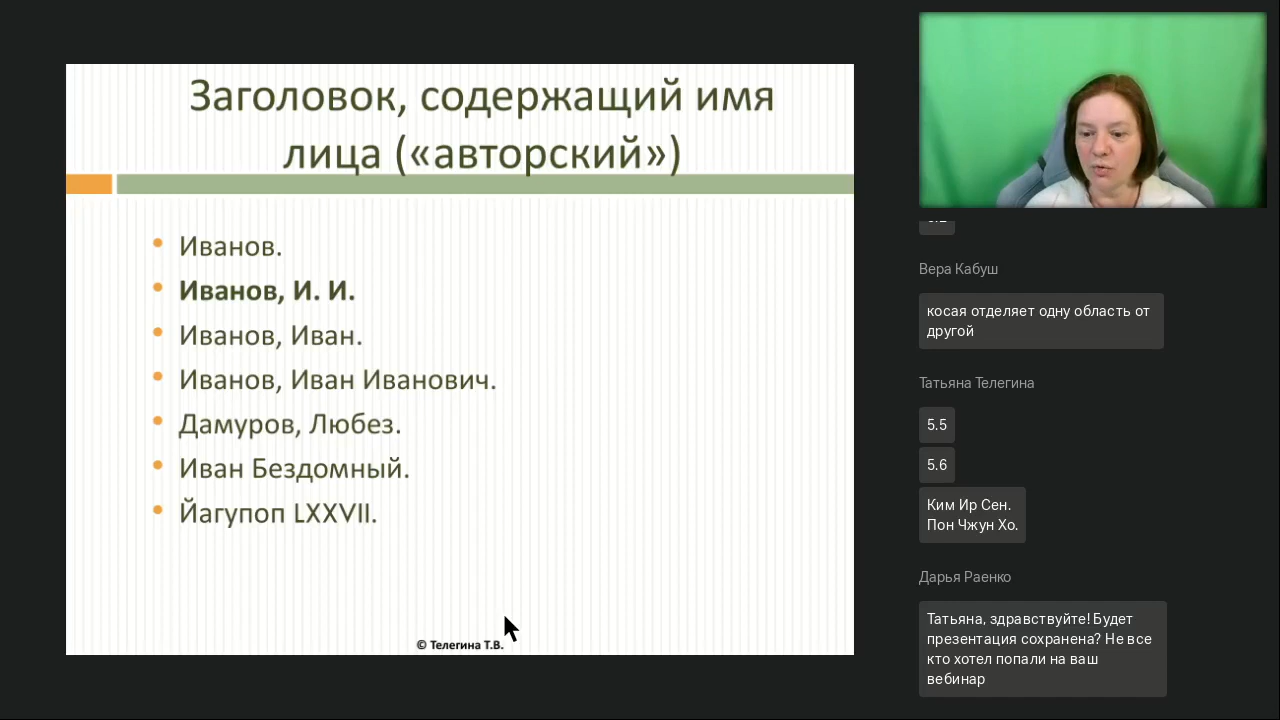 Заголовок, содержащий имя
лица («авторский»)
Иванов.
Иванов, И. И.
Иванов, Иван.
Иванов, Иван Иванович.
Дамуров, Любез.
Иван Бездомный.
Йагупоп LXXVII.
© Телегина Т.В.
Вера Кабуш
косая отделяет одну область от
другой
Татьяна Телегина
5.5
5.6
Ким Ир Сен.
Пон Чжун Хо.
Дарья Раенко
Татьяна, здравствуйте! Будет
презентация сохранена? Не все
кто хотел попали на ваш
вебинар